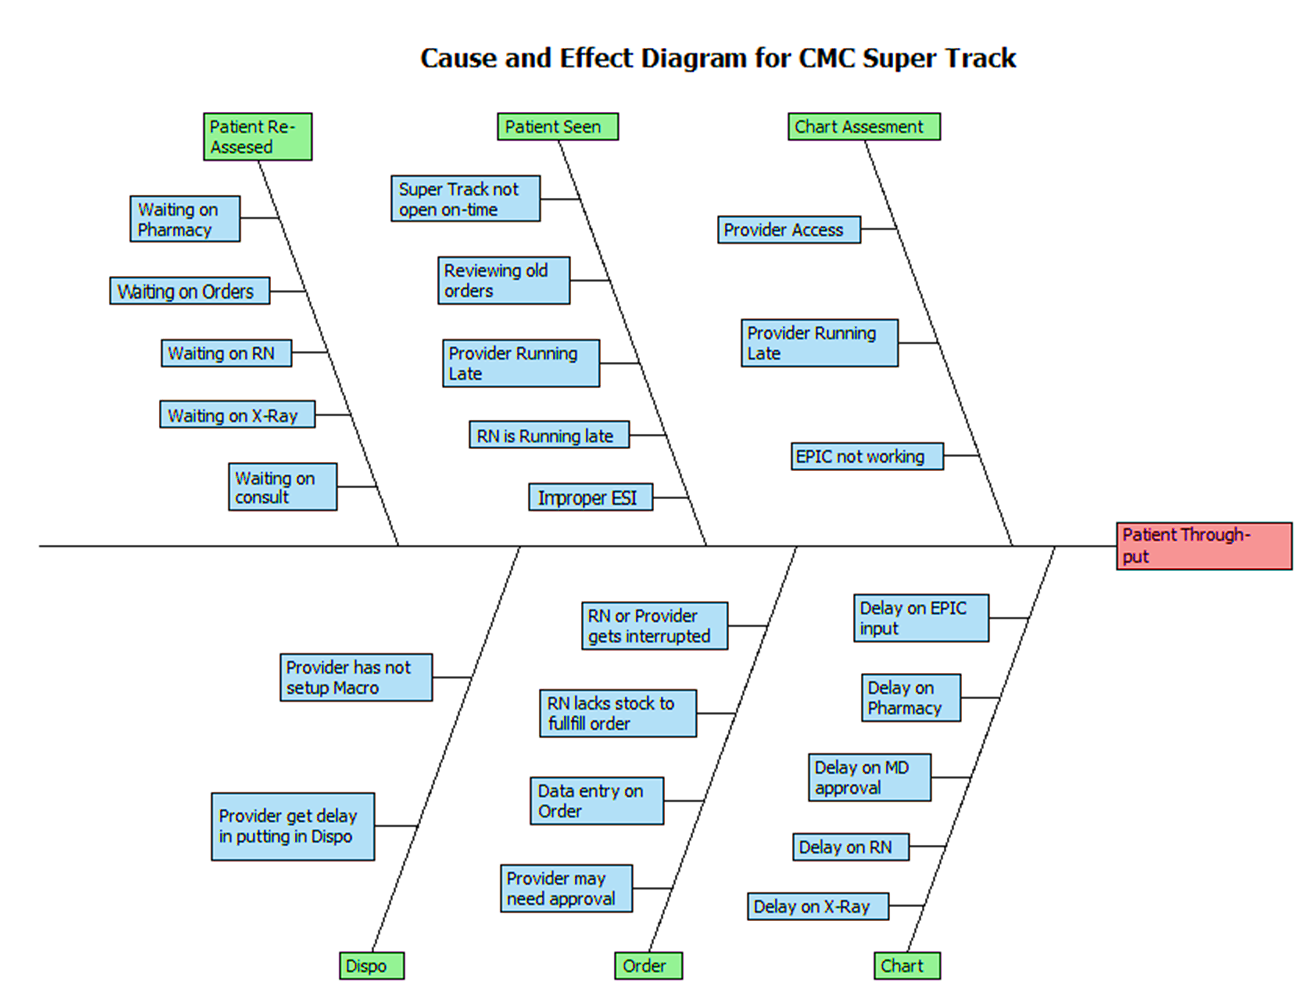 Cause and Effect Diagram for CMC Super Track
Patient Re-
Assesed
Waiting on
Pharmacy
Waiting on Orders
Waiting on RN
Waiting on X-Ray
Waiting on
consult
Patient Seen
Super Track not
open on-time
Reviewing old
orders
Provider Running
Late
RN is Running late
Improper ESI
Chart Assesment
Provider Access
Provider Running
Late
EPIC not working
Patient Through-
put
Provider has not
setup Macro
Provider get delay
in putting in Dispo
Dispo
RN or Provider
gets interrupted
RN lacks stock to
fullfill order
Data entry on
Order
Provider may
need approval
Order
Delay on EPIC
input
Delay on
Pharmacy
Delay on MD
approval
Delay on RN
Delay on X-Ray
Chart